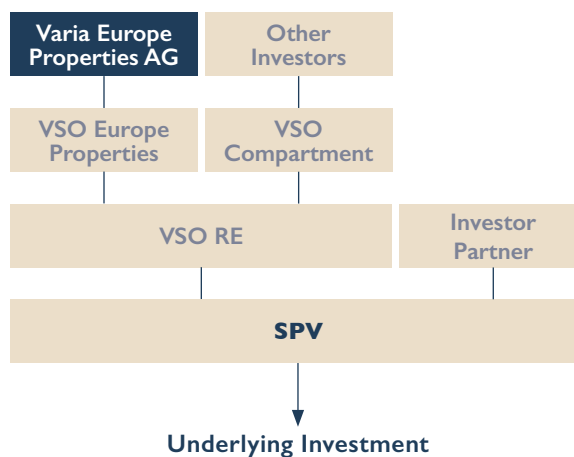 Varia Europe
Properties AG
Other
Investors
VSO Europe
Properties
VSO
Compartment
VSO RE
Investor
Partner
SPV
Underlying Investment